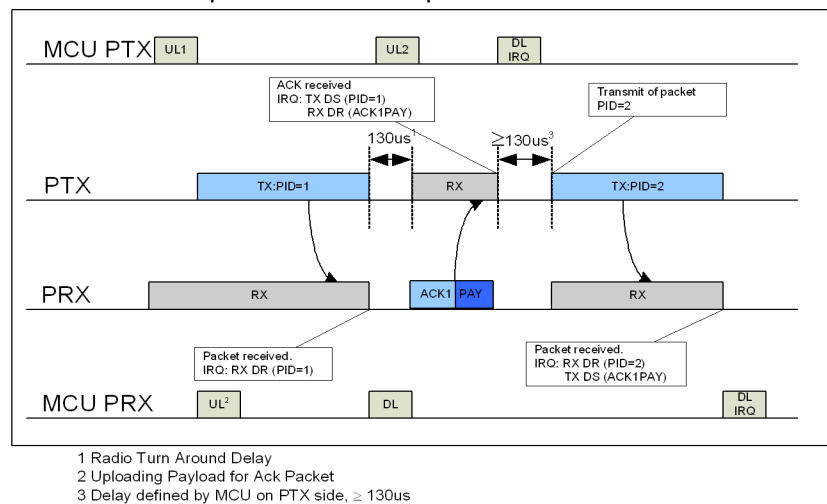 MCU PTX
UL1
UL2
DL
IRQ
ACK received
IRQ: TX DS (PID=1)
RX DR (ACK1PAY)
Transmit of packet
PID=2
130us¹
≥130us³
PTX
TX:PID=1
RX
TX:PID=2
PRX
RX
ACK1
PAY
RX
Packet received.
IRQ: RX DR (PID=1)
Packet received.
IRQ: RX DR (PID=2)
TX DS (ACK1PAY)
MCU PRX
UL²
DL
DL
IRQ
1 Radio Turn Around Delay
2 Uploading Payload for Ack Packet
3 Delay defined by MCU on PTX side, ≥ 130us